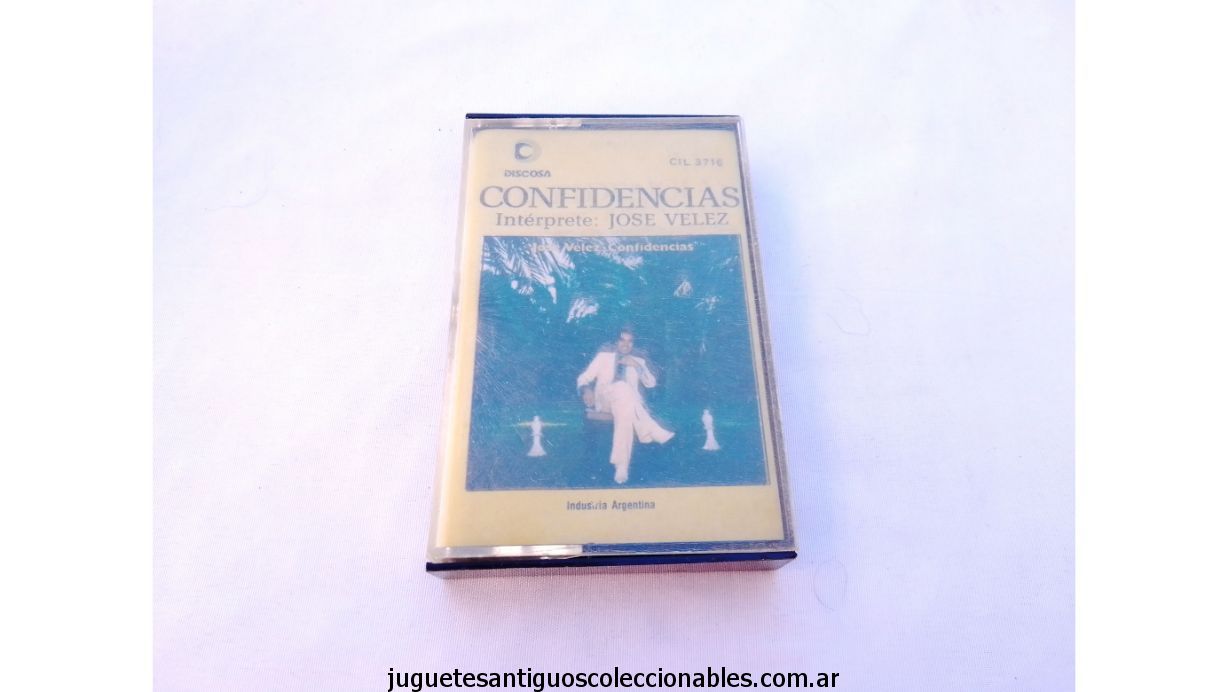 DISCOSA
CIL 3716
CONFIDENCIAS
Intérprete: JOSE VELEZ
José Vélez Confidencias
Industria Argentina
juguetesantiguoscoleccionables.com.ar